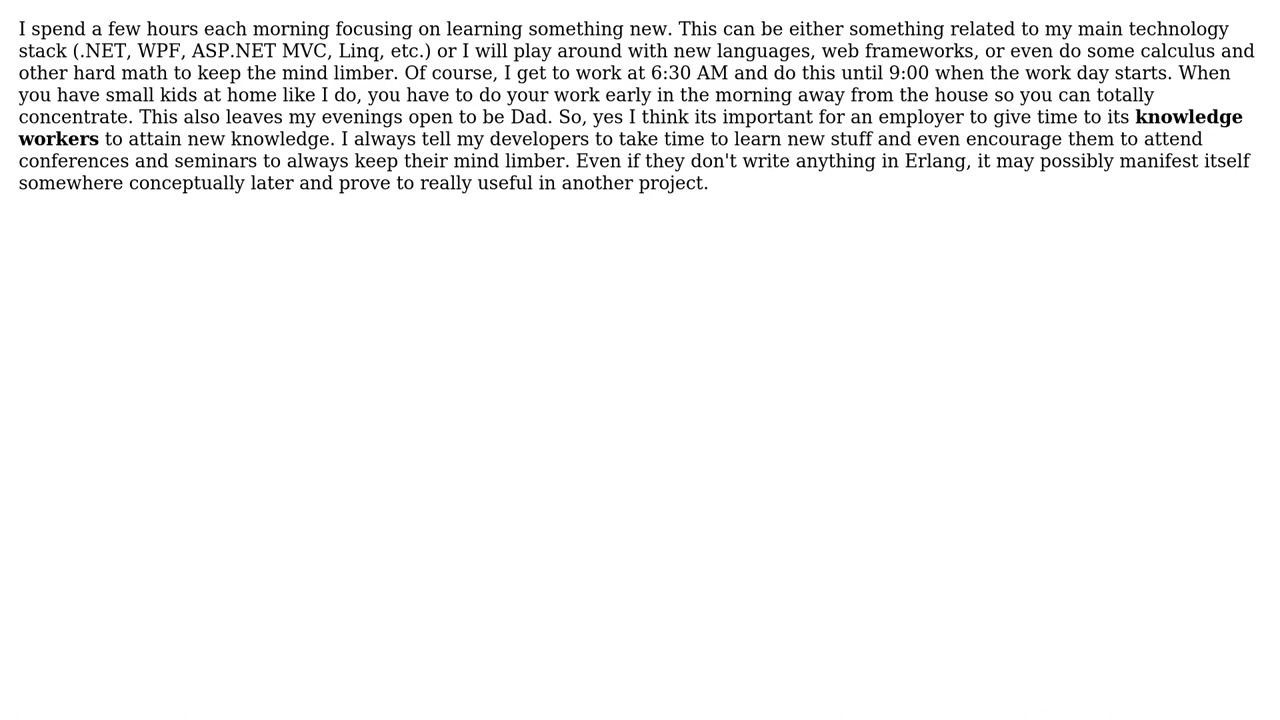 I spend a few hours each morning focusing on learning something new. This can be either something related to my main technology
stack (.NET, WPF, ASP.NET MVC, Linq, etc.) or I will play around with new languages, web frameworks, or even do some calculus and
other hard math to keep the mind limber. Of course, I get to work at 6:30 AM and do this until 9:00 when the work day starts. When
you have small kids at home like I do, you have to do your work early in the morning away from the house so you can totally
concentrate. This also leaves my evenings open to be Dad. So, yes I think its important for an employer to give time to its knowledge
workers to attain new knowledge. I always tell my developers to take time to learn new stuff and even encourage them to attend
conferences and seminars to always keep their mind limber. Even if they don't write anything in Erlang, it may possibly manifest itself
somewhere conceptually later and prove to really useful in another project.